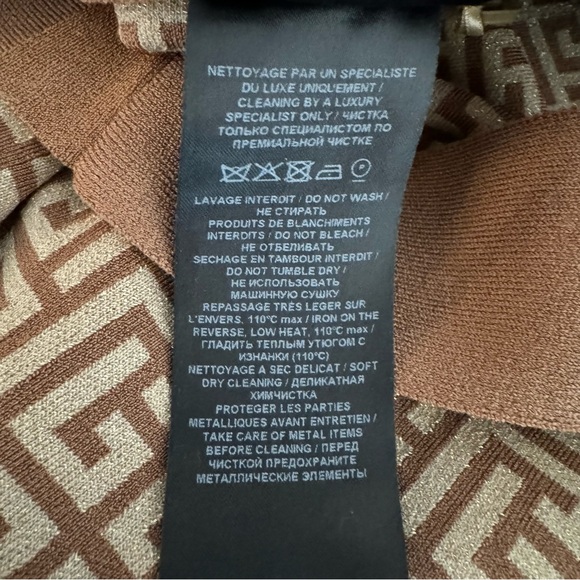 NETTOYAGE PAR UN SPECIALISTE
DU LUXE UNIQUEMENT /
CLEANING BY A LUXURY
SPECIALIST ONLY / ЧИСТКА
ТОЛЬКО СПЕЦИАЛИСТОМ ПО
ПРЕМИАЛЬНОЙ ЧИСТКЕ
LAVAGE INTERDIT / DO NOT WASH /
НЕ СТИРАТЬ
PRODUITS DE BLANCHIMENTS
INTERDITS / DO NOT BLEACH /
НЕ ОТБЕЛИВАТЬ
SECHAGE EN TAMBOUR INTERDIT /
DO NOT TUMBLE DRY /
НЕ ИСПОЛЬЗОВАТЬ
МАШИННУЮ СУШКУ
REPASSAGE TRÈS LEGER SUR
L'ENVERS, 110°C max / IRON ON THE
REVERSE, LOW HEAT, 110°C max /
ГЛАДИТЬ ТЕПЛЫМ УТЮГОМ С
ИЗНАНКИ (110°C)
NETTOYAGE A SEC DELICAT / SOFT
DRY CLEANING / ДЕЛИКАТНАЯ
ХИМЧИСТКА
PROTEGER LES PARTIES
METALLIQUES AVANT ENTRETIEN /
TAKE CARE OF METAL ITEMS
BEFORE CLEANING / ПЕРЕД
ЧИСТКОЙ ПРЕДОХРАНИТЕ
МЕТАЛЛИЧЕСКИЕ ЭЛЕМЕНТЫ